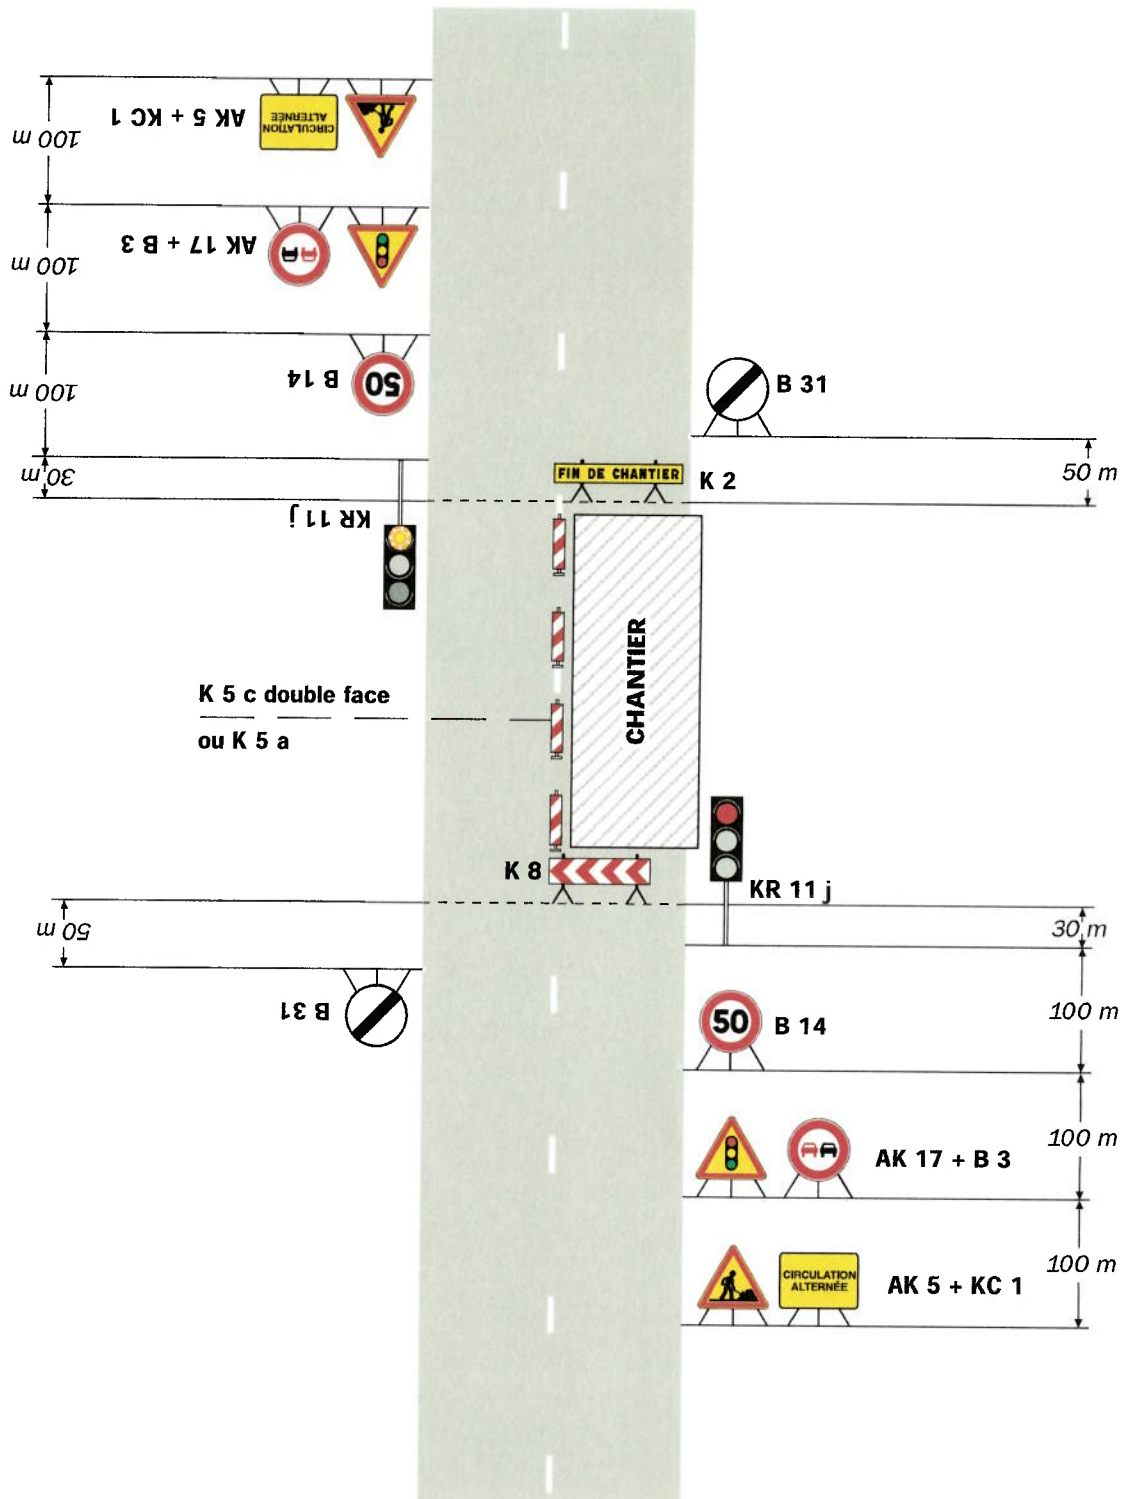 100 m
AK 5 + KC 1
CIRCULATION
ALTERNÉE
100 m
AK 17 + B 3
100 m
B 14
50
B 31
30 m
FIN DE CHANTIER
K 2
50 m
KR 11 j
CHANTIER
K 5 c double face
ou K 5 a
K 8
KR 11 j
50 m
30 m
B 31
50
B 14
100 m
AK 17 + B 3
100 m
CIRCULATION
ALTERNÉE
AK 5 + KC 1
100 m